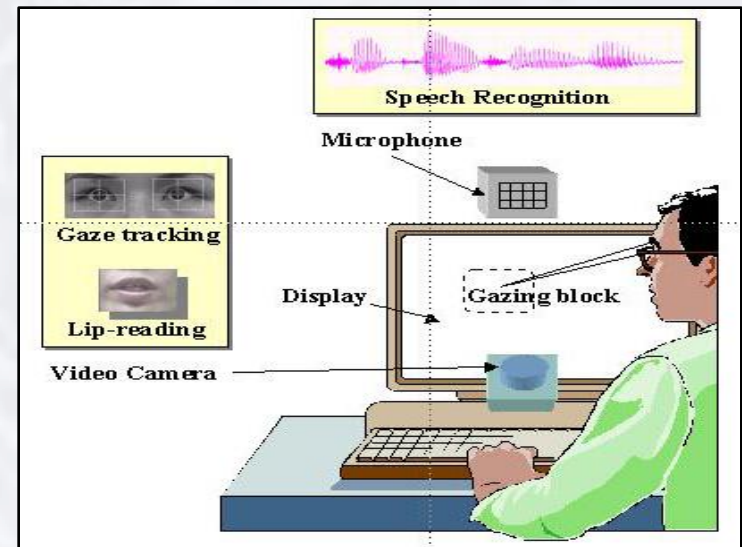 Speech Recognition
Microphone
Gaze tracking
Display
Gazing block
Lip-reading
Video Camera